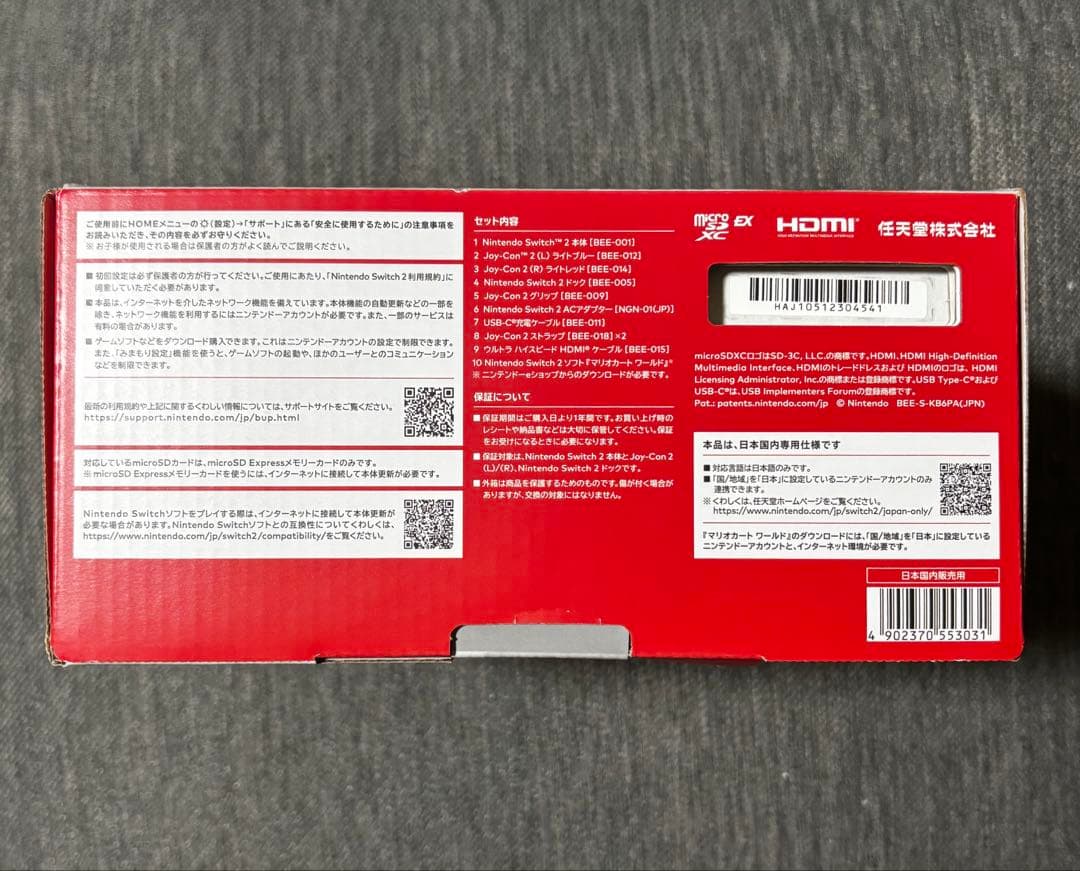 ご使用前にHOMEメニューの(設定)→「サポート」にある「安全に使用するために」の注意事項を
お読みいただき、その内容を必ずお守りください。
※ お子様が使用される場合は保護者の方がよく読んでご説明ください。
■ 初期設定は必ず保護者の方が行ってください。ご使用にあたり、「Nintendo Switch 2 利用規約」に
同意していただく必要があります。
■ 本品は、インターネットを介したネットワーク機能を備えています。本体機能の自動更新などの一部を
除き、ネットワーク機能を利用するにはニンテンドーアカウントが必要です。また、一部のサービスは
有料の場合があります。
■ ゲームソフトなどをダウンロード購入できます。これはニンテンドーアカウントの設定で制限できます。
また、「みまもり設定」機能を使うと、ゲームソフトの起動や、ほかのユーザーとのコミュニケーション
などを制限できます。
最新の利用規約や上記に関するくわしい情報については、サポートサイトをご覧ください。
https://support.nintendo.com/jp/bup.html
対応しているmicroSDカードは、microSD Expressメモリーカードのみです。
※ microSD Expressメモリーカードを使うには、インターネットに接続して本体更新が必要です。
Nintendo Switchソフトをプレイする際は、インターネットに接続して本体更新が
必要な場合があります。Nintendo Switchソフトとの互換性についてくわしくは、
https://www.nintendo.com/jp/switch2/compatibility/をご覧ください。
セット内容
1 Nintendo Switch™ 2 本体 [BEE-001]
2 Joy-Con™ 2 (L) ライトブルー [BEE-012]
3 Joy-Con 2 (R) ライトレッド [BEE-014]
4 Nintendo Switch 2 ドック [BEE-005]
5 Joy-Con 2 グリップ [BEE-009]
6 Nintendo Switch 2 ACアダプター [NGN-01(JP)]
7 USB-C®充電ケーブル [BEE-011]
8 Joy-Con 2 ストラップ [BEE-018]×2
9 ウルトラ ハイスピード HDMI® ケーブル [BEE-015]
10 Nintendo Switch 2 ソフト『マリオカート ワールド』※
※ ニンテンドーeショップからのダウンロードが必要です。
保証について
■ 保証期間はご購入日より1年間です。お買い上げ時の
レシートや納品書などは大切に保管してください。保証
をお受けになるときに必要になります。
■ 保証対象は、Nintendo Switch 2 本体とJoy-Con 2
(L)/(R)、Nintendo Switch 2 ドックです。
■ 外箱は商品を保護するためのものです。傷が付く場合が
ありますが、交換の対象にはなりません。
micro SD XC EX HDMI 任天堂株式会社
HIGH-DEFINITION MULTIMEDIA INTERFACE
HAJ10512304541
microSDXCロゴはSD-3C, LLC.の商標です。HDMI、HDMI High-Definition
Multimedia Interface、HDMIのトレードドレスおよび HDMIのロゴは、HDMI
Licensing Administrator, Inc.の商標または登録商標です。USB Type-C®および
USB-C®は、USB Implementers Forumの登録商標です。
Pat.: patents.nintendo.com/jp © Nintendo BEE-S-KB6PA(JPN)
本品は、日本国内専用仕様です
■ 対応言語は日本語のみです。
■ 「国/地域」を「日本」に設定しているニンテンドーアカウントのみ
連携できます。
※ くわしくは、任天堂ホームページをご覧ください。
https://www.nintendo.com/jp/switch2/japan-only/
『マリオカート ワールド』のダウンロードには、「国/地域」を「日本」に設定している
ニンテンドーアカウントと、インターネット環境が必要です。
日本国内販売用
4 902370 553031